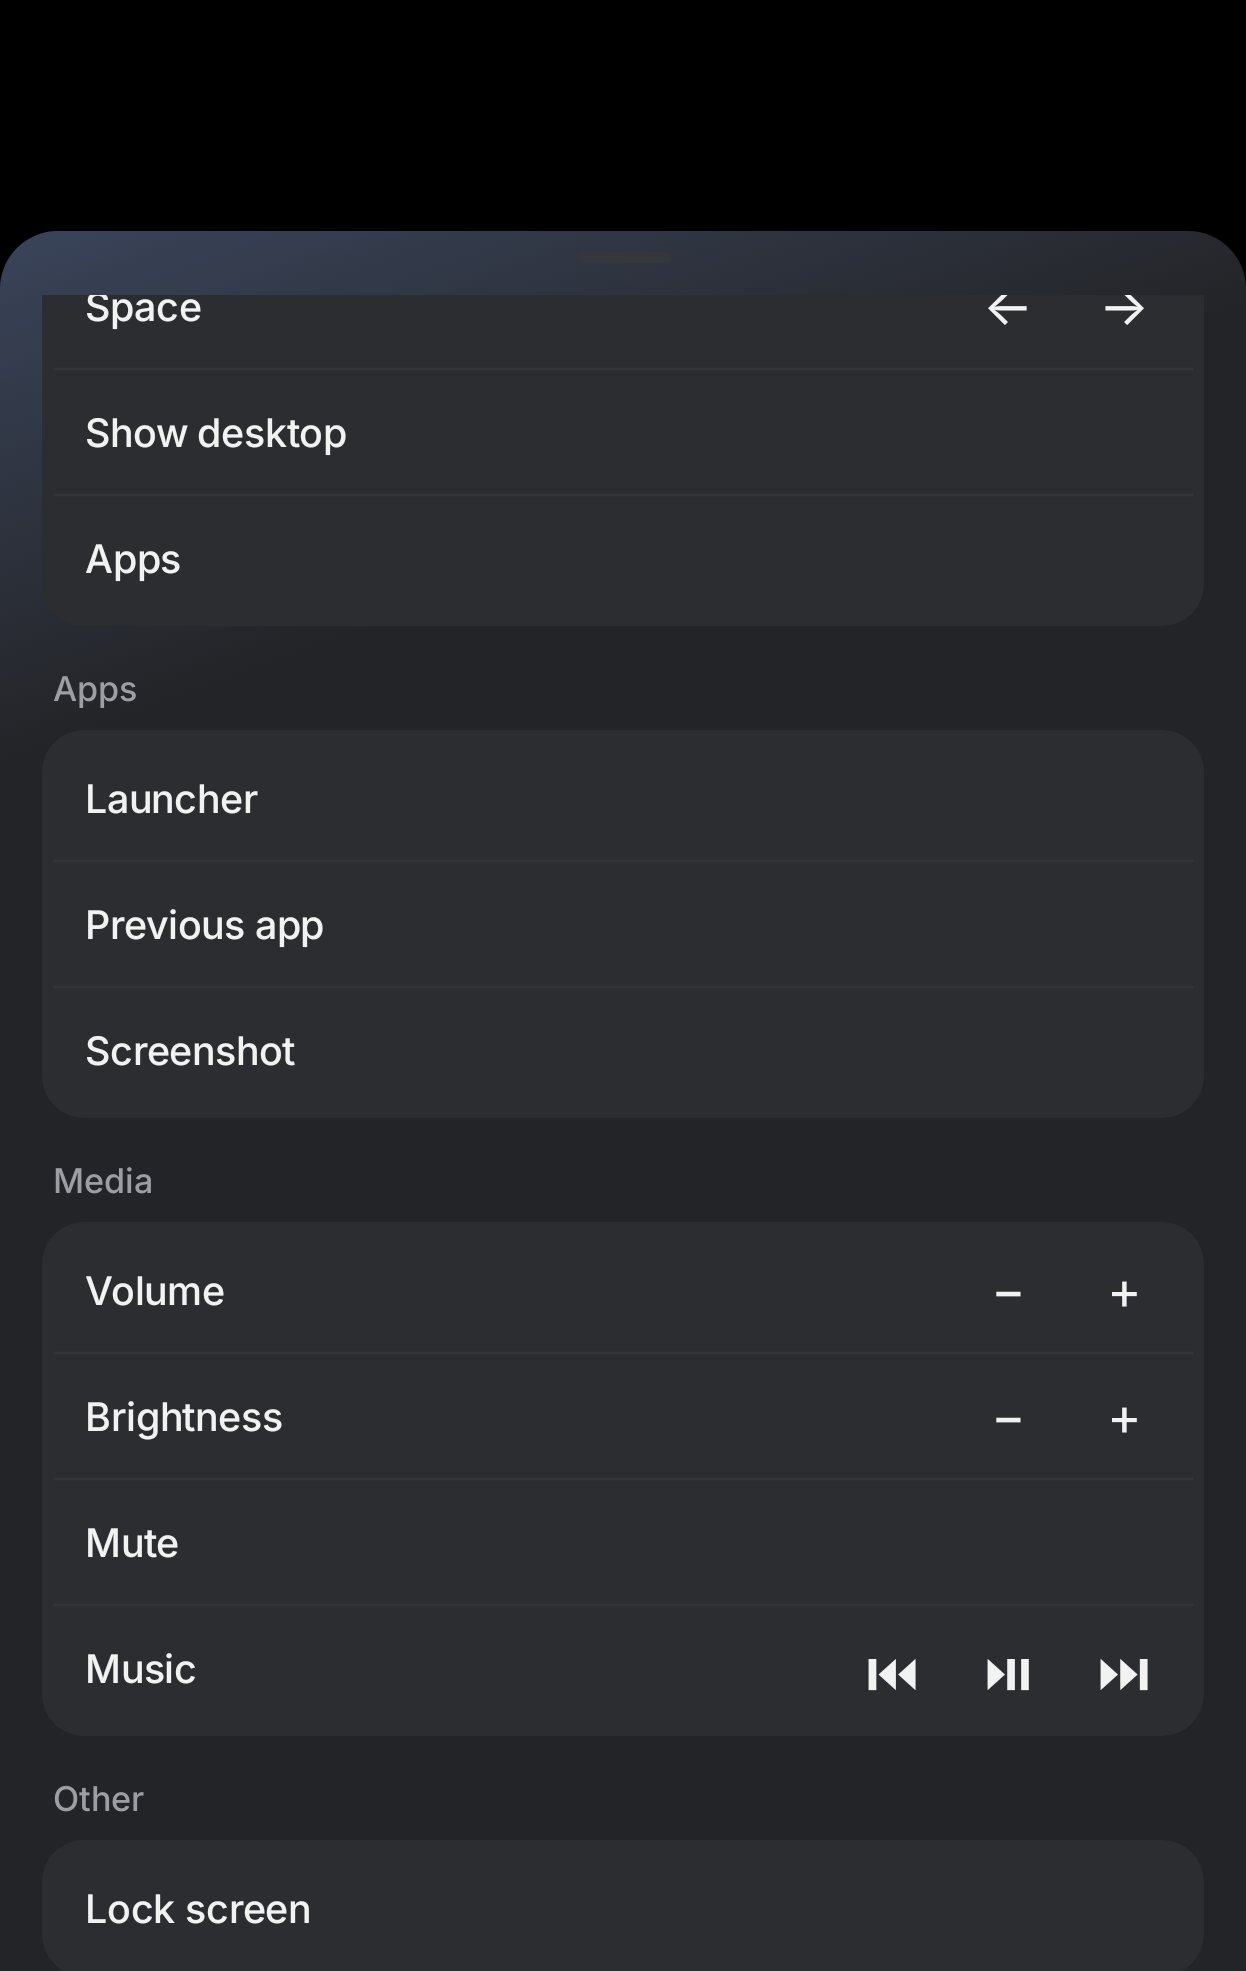 Space
Show desktop
Apps
Apps
Launcher
Previous app
Screenshot
Media
Volume − +
Brightness − +
Mute
Music
Other
Lock screen